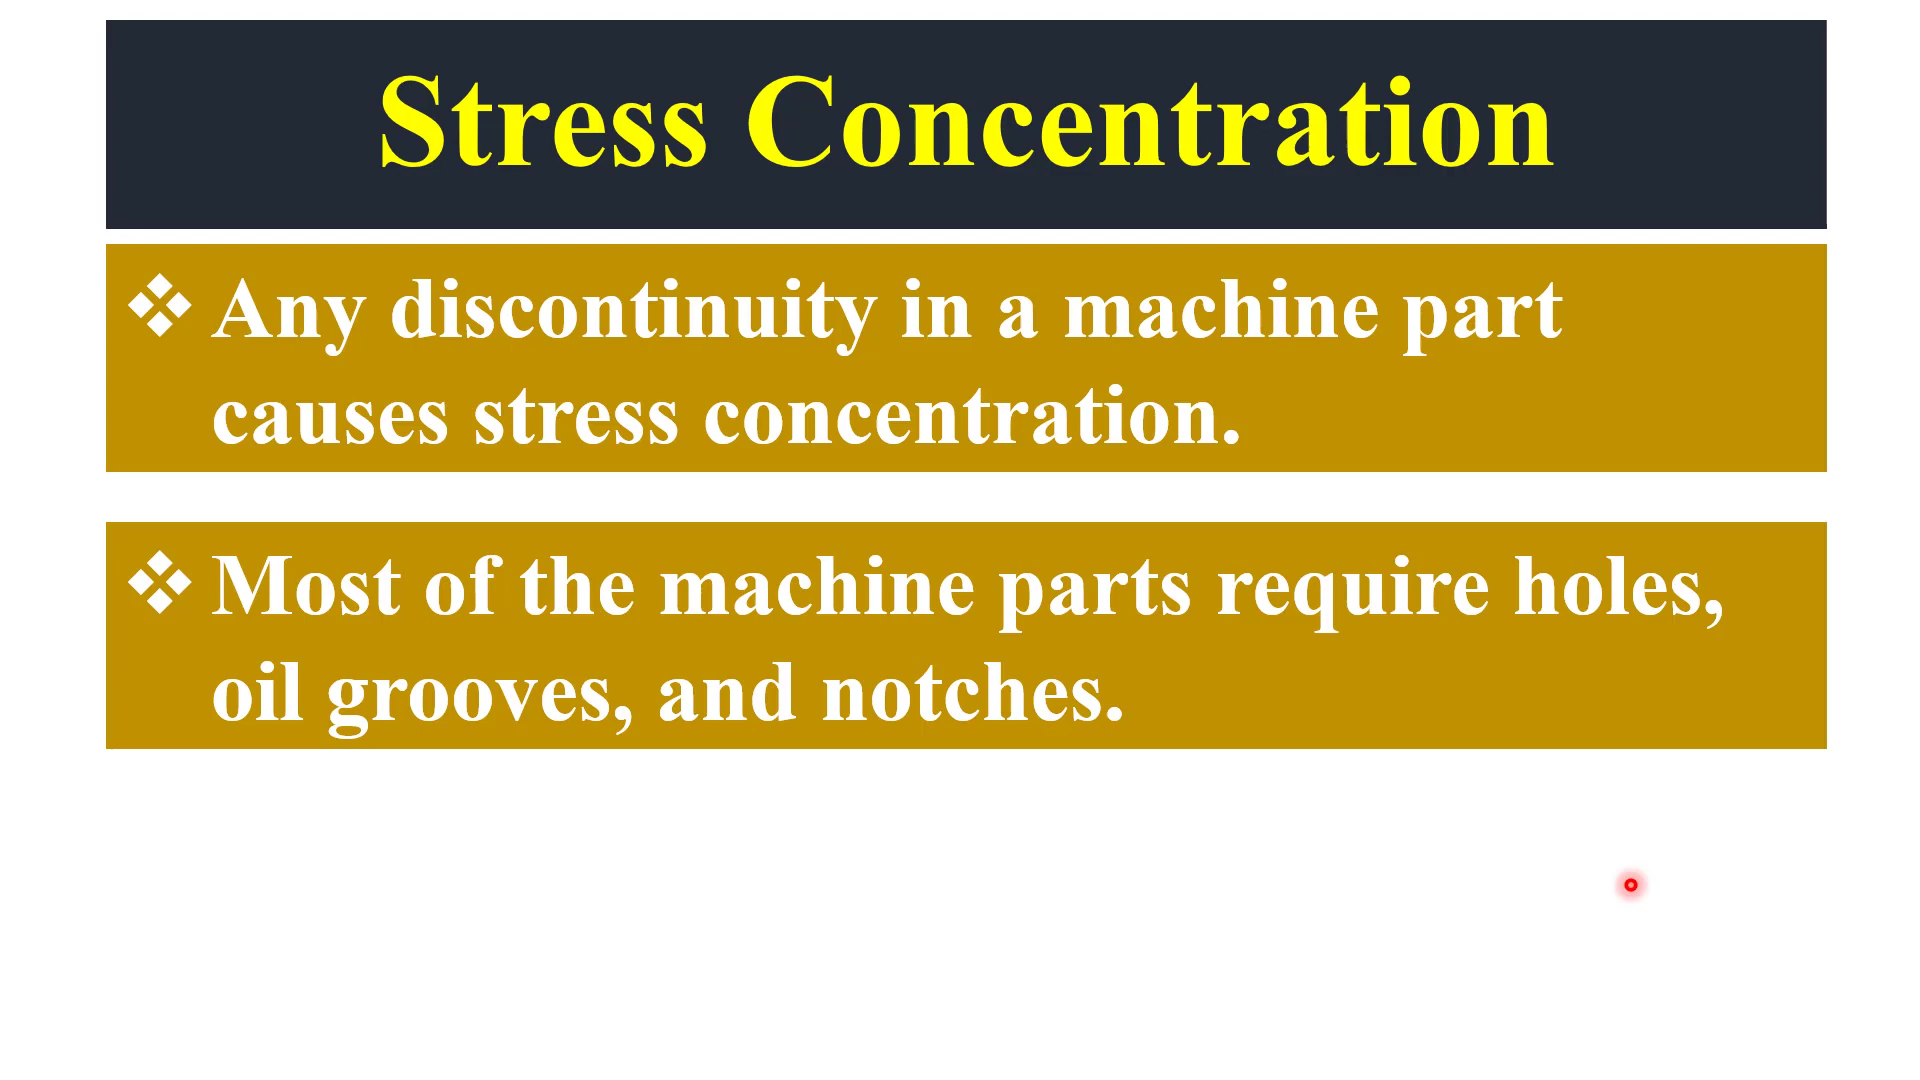 Stress Concentration
❖ Any discontinuity in a machine part
causes stress concentration.
❖ Most of the machine parts require holes,
oil grooves, and notches.